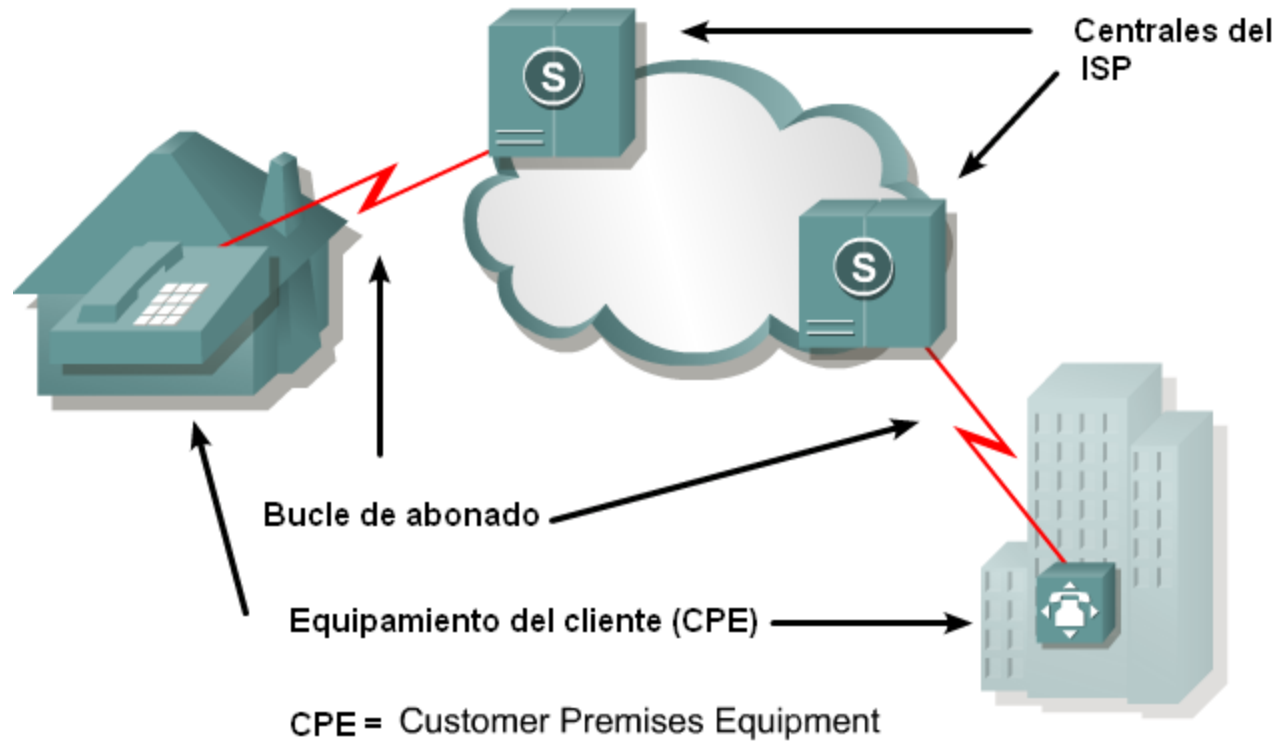 Centrales del
ISP
S
S
Bucle de abonado
Equipamiento del cliente (CPE)
CPE = Customer Premises Equipment